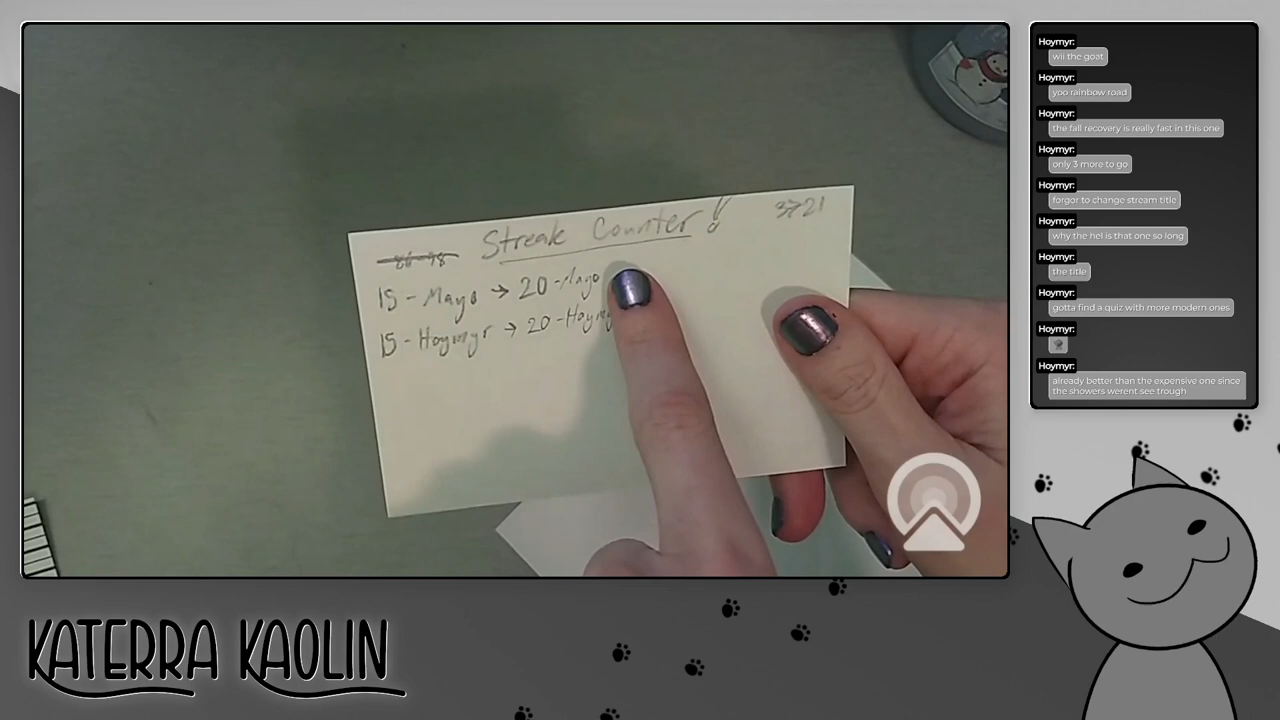 Streak Counter!
3721
15 - Mayo → 20 - Mayo
15 - Hoymyr → 20 - Hoymy
Hoymyr:
wii the goat
Hoymyr:
yoo rainbow road
Hoymyr:
the fall recovery is really fast in this one
Hoymyr:
only 3 more to go
Hoymyr:
forgor to change stream title
Hoymyr:
why the hel is that one so long
Hoymyr:
the title
Hoymyr:
gotta find a quiz with more modern ones
Hoymyr:
Hoymyr:
already better than the expensive one since
the showers werent see trough
KATERRA KAOLIN